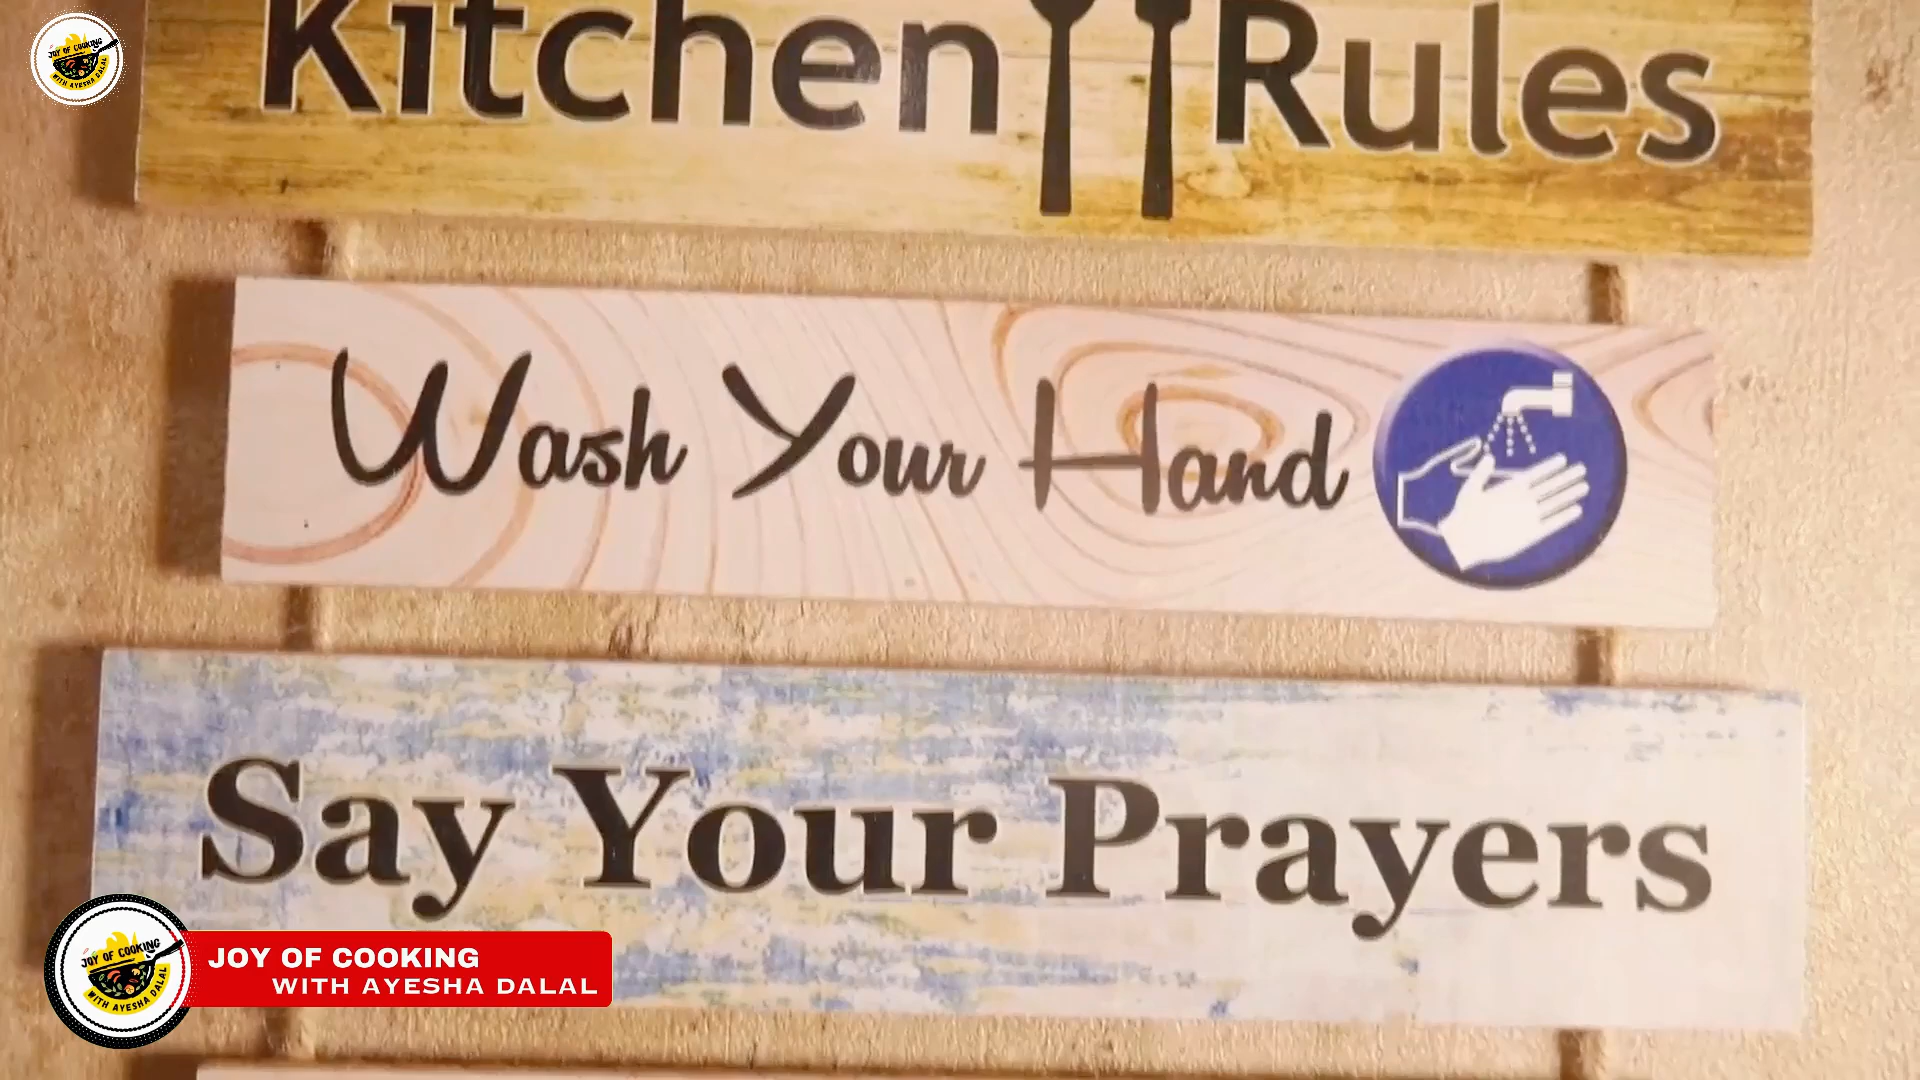 JOY OF COOKING
WITH AYESHA DALAL
Kitchen Rules
Wash Your Hand
Say Your Prayers
JOY OF COOKING
WITH AYESHA DALAL
JOY OF COOKING
WITH AYESHA DALAL